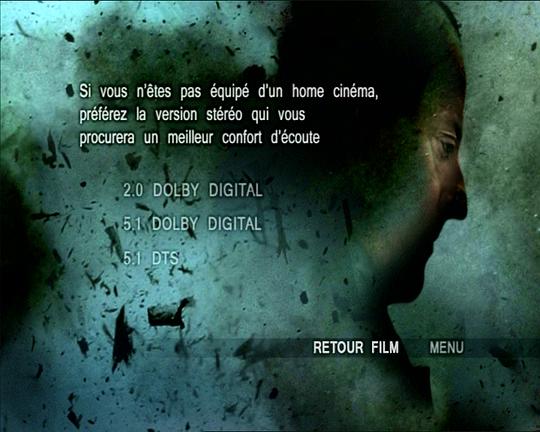 Si vous n'êtes pas équipé d'un home cinéma,
préférez la version stéréo qui vous
procurera un meilleur confort d'écoute
2.0 DOLBY DIGITAL
5.1 DOLBY DIGITAL
5.1 DTS
RETOUR FILM MENU